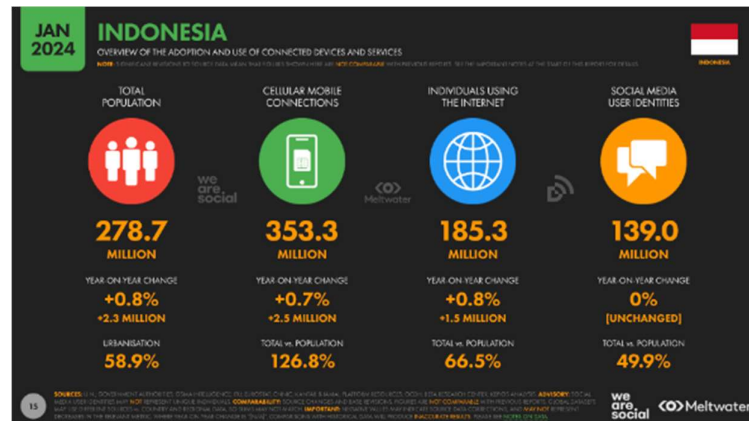 JAN
2024
INDONESIA
OVERVIEW OF THE ADOPTION AND USE OF CONNECTED DEVICES AND SERVICES
INDONESIA
TOTAL
POPULATION
CELLULAR MOBILE
CONNECTIONS
INDIVIDUALS USING
THE INTERNET
SOCIAL MEDIA
USER IDENTITIES
we
are
social
Meltwater
278.7
MILLION
353.3
MILLION
185.3
MILLION
139.0
MILLION
YEAR-ON-YEAR CHANGE
+0.8%
+2.3 MILLION
YEAR-ON-YEAR CHANGE
+0.7%
+2.5 MILLION
YEAR-ON-YEAR CHANGE
+0.8%
+1.5 MILLION
YEAR-ON-YEAR CHANGE
0%
[UNCHANGED]
URBANISATION
58.9%
TOTAL vs. POPULATION
126.8%
TOTAL vs. POPULATION
66.5%
TOTAL vs. POPULATION
49.9%
15
we
are
social
Meltwater